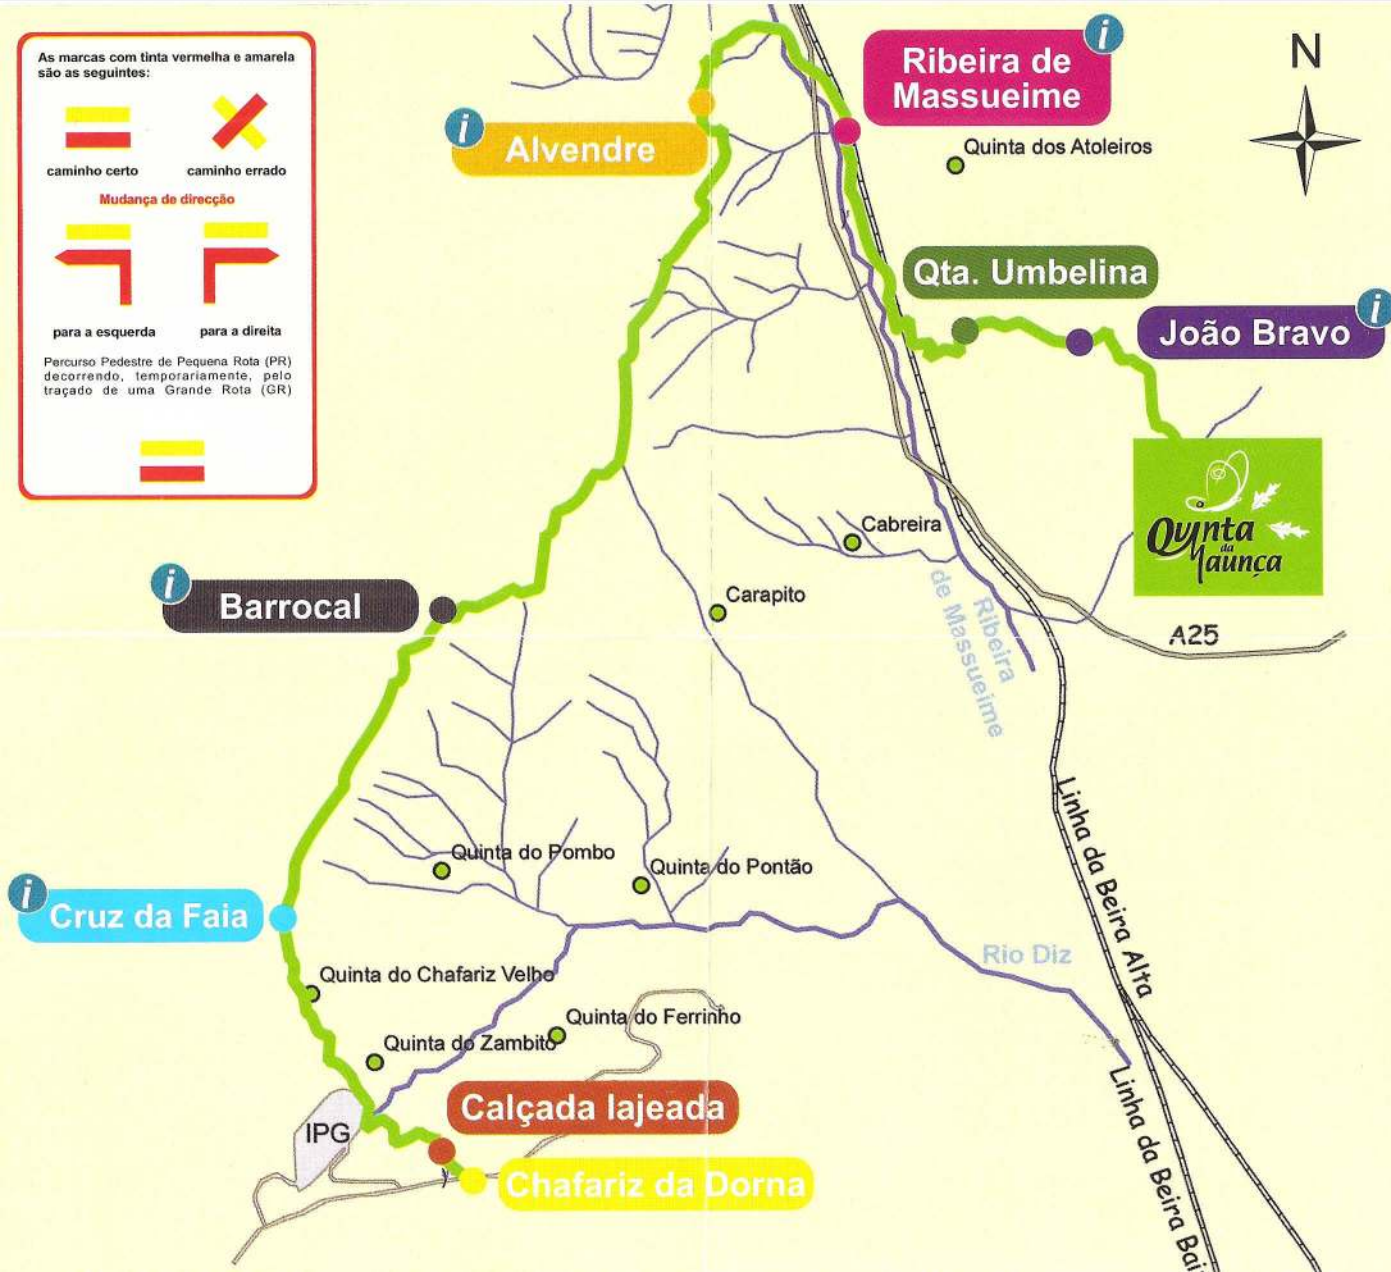 As marcas com tinta vermelha e amarela
são as seguintes:
caminho certo
caminho errado
Mudança de direcção
para a esquerda
para a direita
Percurso Pedestre de Pequena Rota (PR)
decorrendo, temporariamente, pelo
traçado de uma Grande Rota (GR)
i
Ribeira de
Massueime
N
i
Alvendre
Quinta dos Atoleiros
Qta. Umbelina
i
João Bravo
Quinta
da
Maunça
Cabreira
Carapito
Ribeira
de Massueime
A25
i
Barrocal
Linha da Beira Alta
Quinta do Pombo
Quinta do Pontão
i
Cruz da Faia
Rio Diz
Quinta do Chafariz Velho
Quinta do Ferrinho
Quinta do Zambito
Linha da Beira Bai
Calçada lajeada
IPG
Chafariz da Dorna